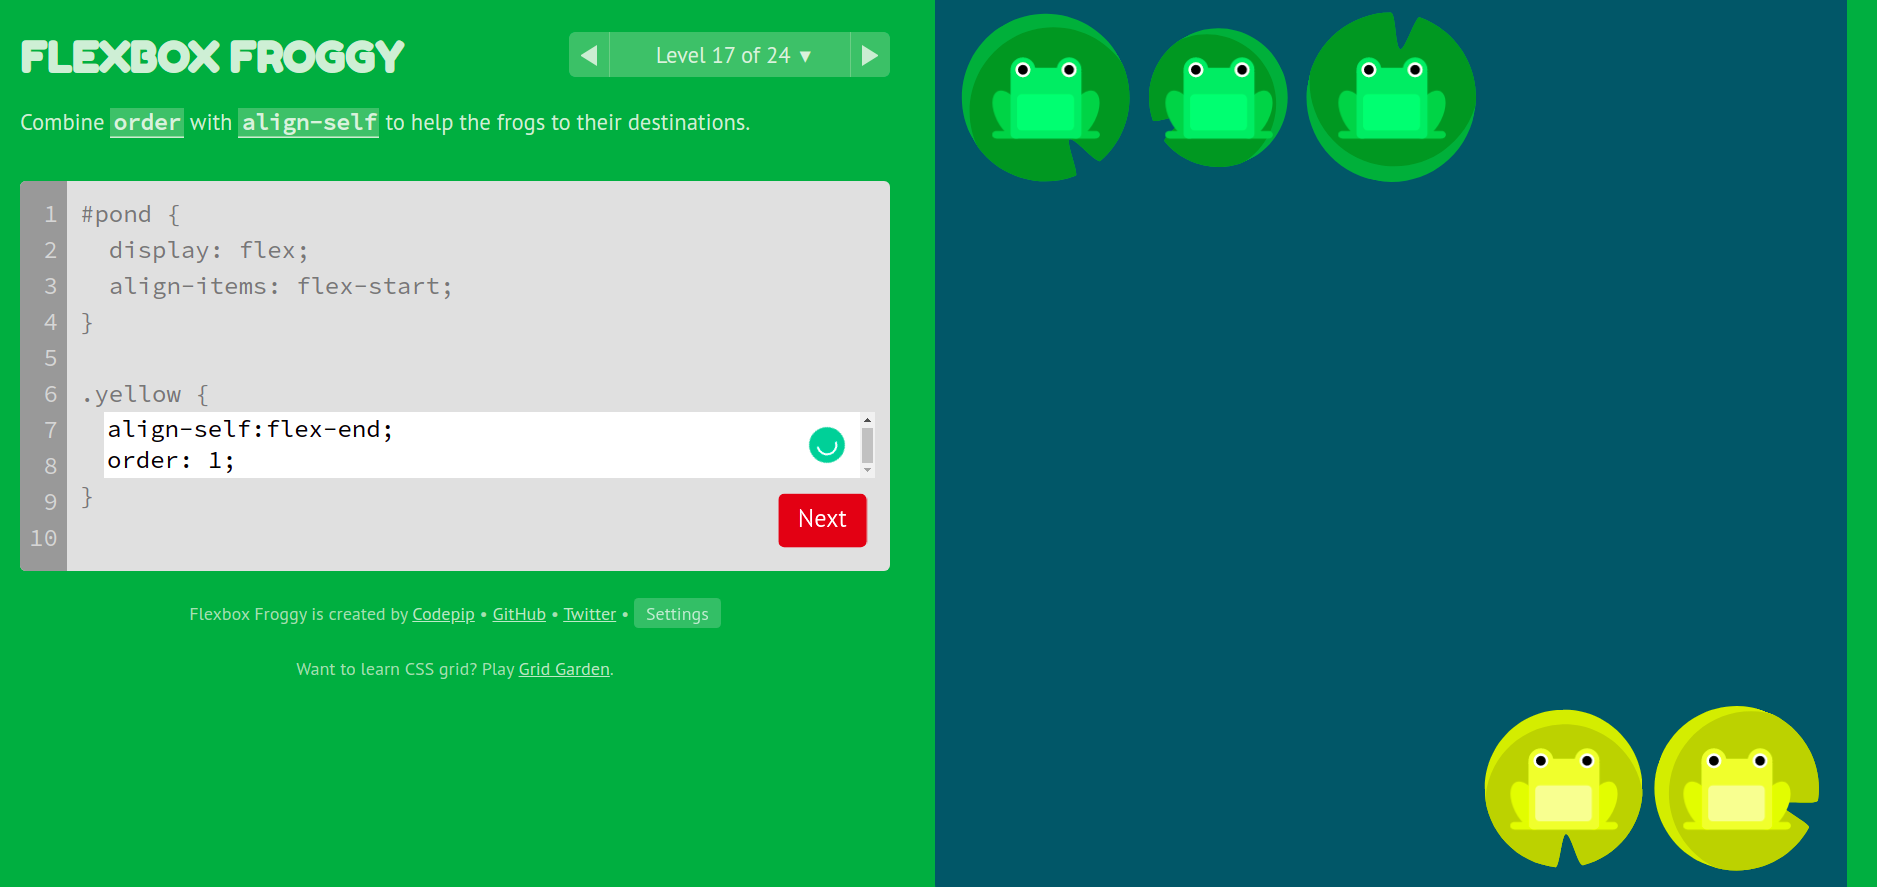 FLEXBOX FROGGY
Level 17 of 24 ▾
Combine order with align-self to help the frogs to their destinations.
1 #pond {
2 display: flex;
3 align-items: flex-start;
4 }
5
6 .yellow {
7 align-self:flex-end;
8 order: 1;
9 }
10
Next
Flexbox Froggy is created by Codepip • GitHub • Twitter • Settings
Want to learn CSS grid? Play Grid Garden.